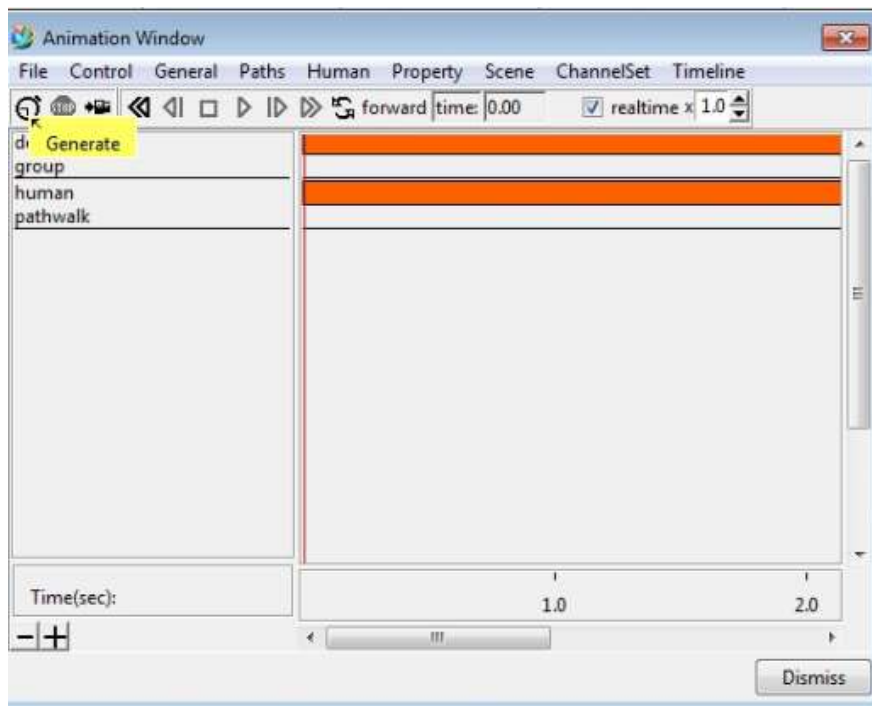 Animation Window
File Control General Paths Human Property Scene ChannelSet Timeline
forward time: 0.00 realtime x 1.0
Generate
group
human
pathwalk
Time(sec): 1.0 2.0
Dismiss